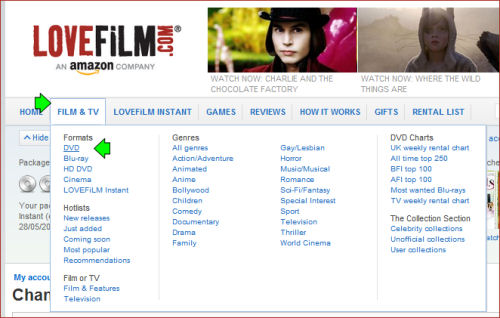 LOVEFiLM.COM
AN amazon COMPANY
WATCH NOW: CHARLIE AND THE
CHOCOLATE FACTORY
WATCH NOW: WHERE THE WILD
THINGS ARE
HOME
FILM & TV
LOVEFiLM INSTANT
GAMES
REVIEWS
HOW IT WORKS
GIFTS
RENTAL LIST
Hide
Package
Your pa
Instant (
28/05/20
My accou
Chan
Formats
DVD
Blu-ray
HD DVD
Cinema
LOVEFiLM Instant
Hotlists
New releases
Just added
Coming soon
Most popular
Recommendations
Film or TV
Film & Features
Television
Genres
All genres
Action/Adventure
Animated
Anime
Bollywood
Children
Comedy
Documentary
Drama
Family
Gay/Lesbian
Horror
Music/Musical
Romance
Sci-Fi/Fantasy
Special Interest
Sport
Television
Thriller
World Cinema
DVD Charts
UK weekly rental chart
All time top 250
BFI top 100
AFI top 100
Most wanted Blu-rays
TV weekly rental chart
The Collection Section
Celebrity collections
Unofficial collections
User collections